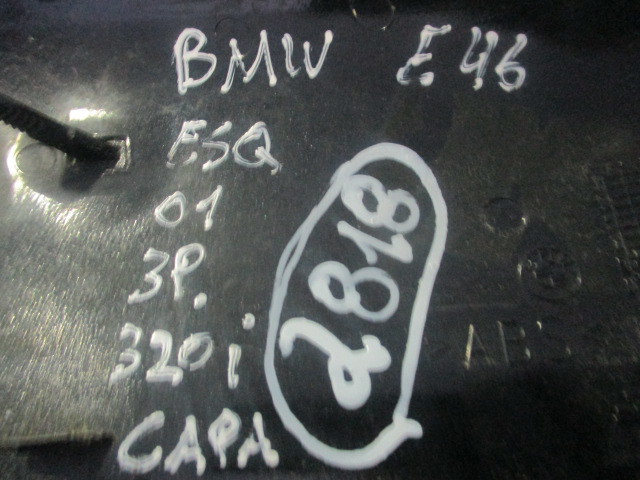 BMW E46
ESQ
01
3P.
320i
CAPA
2818
ABS